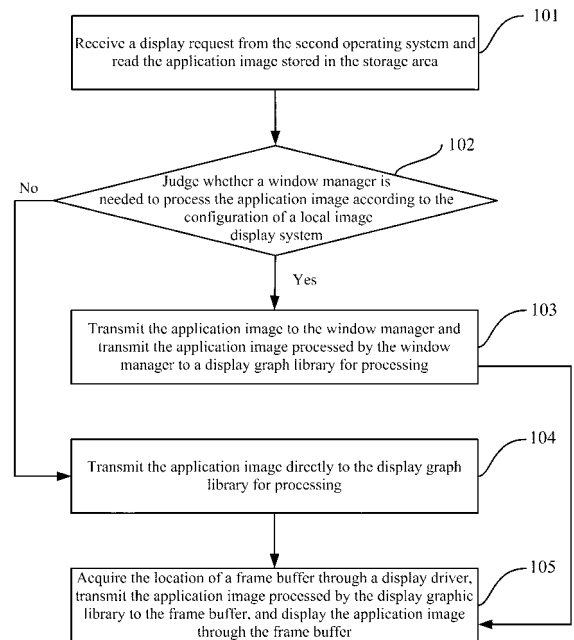 101
Receive a display request from the second operating system and
read the application image stored in the storage area
102
Judge whether a window manager is
needed to process the application image according to the
configuration of a local image
display system
No
Yes
103
Transmit the application image to the window manager and
transmit the application image processed by the window
manager to a display graph library for processing
104
Transmit the application image directly to the display graph
library for processing
105
Acquire the location of a frame buffer through a display driver,
transmit the application image processed by the display graphic
library to the frame buffer, and display the application image
through the frame buffer